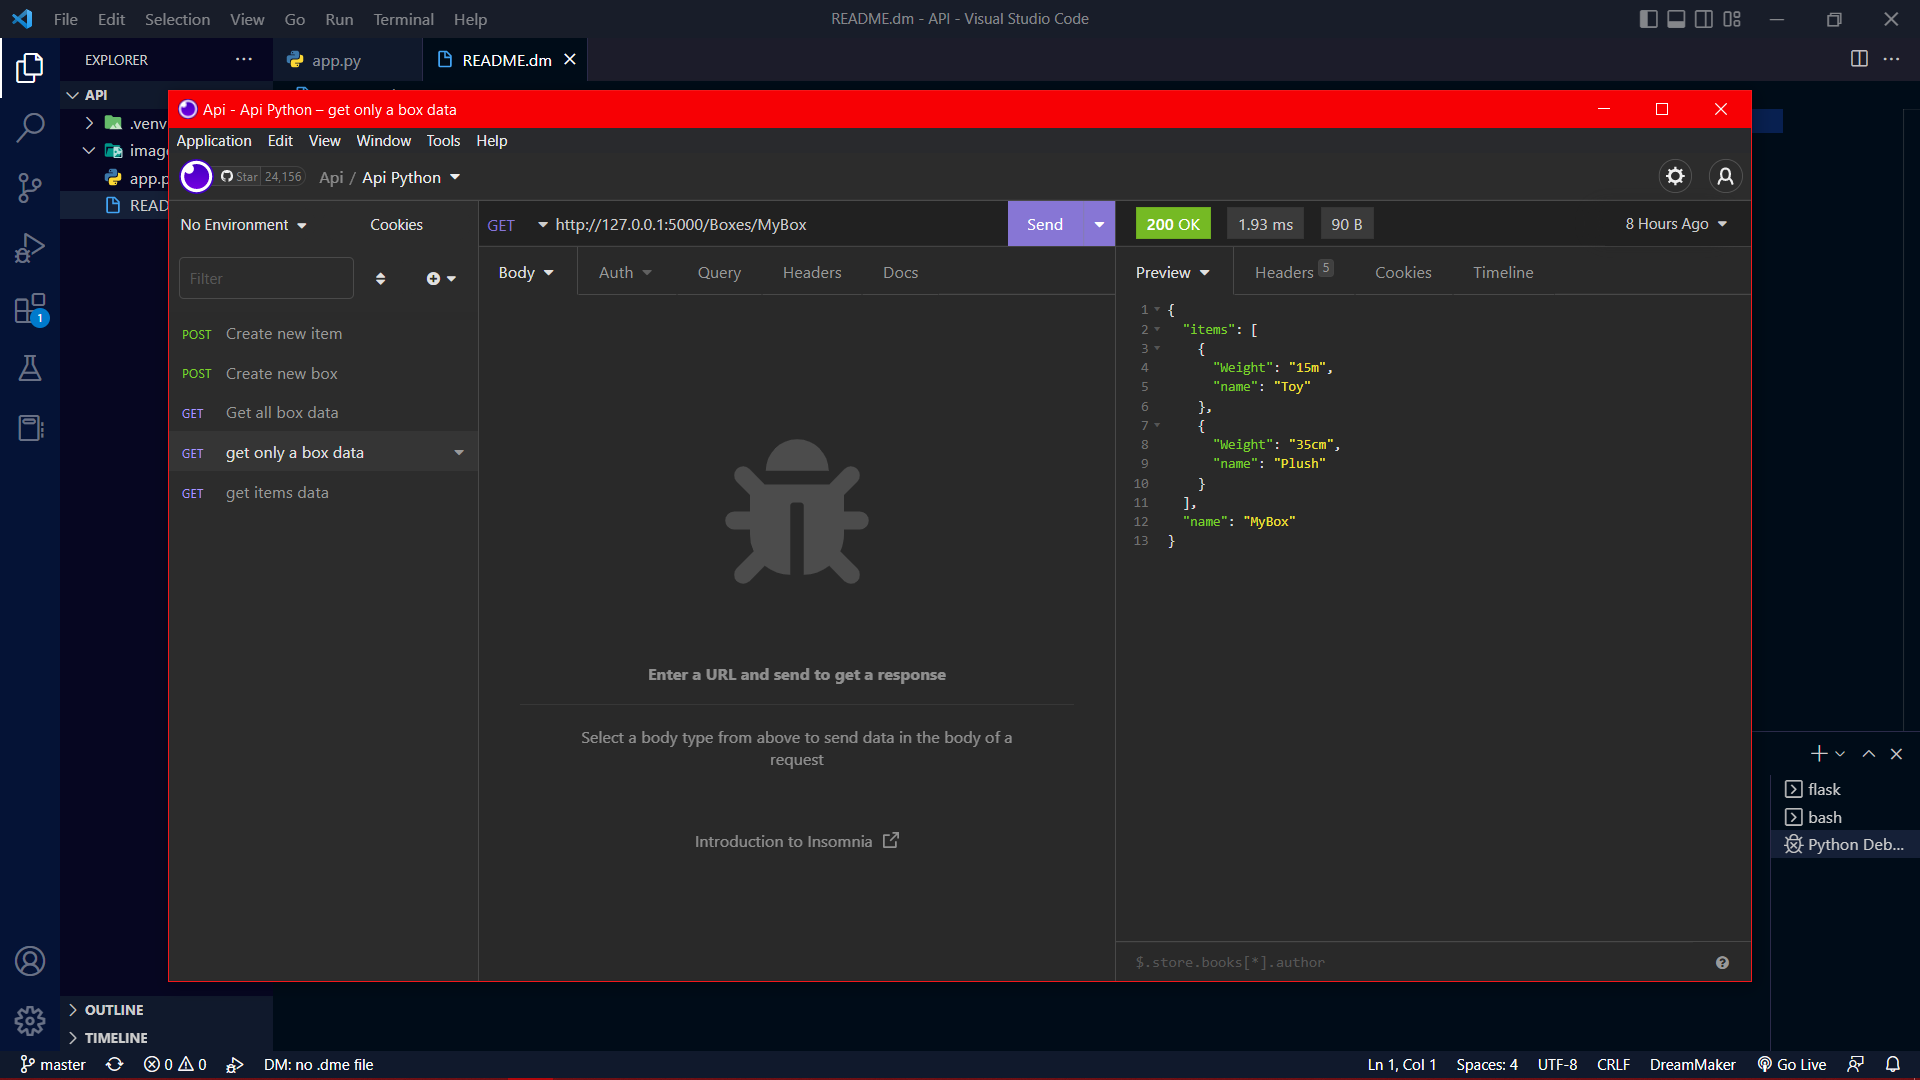 File Edit Selection View Go Run Terminal Help
README.dm - API - Visual Studio Code
EXPLORER
app.py
README.dm
API
.venv
imag
app.p
READ
Api - Api Python – get only a box data
Application Edit View Window Tools Help
Star 24,156
Api / Api Python
No Environment
Cookies
Filter
POST Create new item
POST Create new box
GET Get all box data
GET get only a box data
GET get items data
GET http://127.0.0.1:5000/Boxes/MyBox
Send
Body Auth Query Headers Docs
Enter a URL and send to get a response
Select a body type from above to send data in the body of a
request
Introduction to Insomnia
200 OK
1.93 ms
90 B
8 Hours Ago
Preview Headers 5 Cookies Timeline
1 {
2 "items": [
3 {
4 "Weight": "15m",
5 "name": "Toy"
6 },
7 {
8 "Weight": "35cm",
9 "name": "Plush"
10 }
11 ],
12 "name": "MyBox"
13 }
$.store.books[*].author
flask
bash
Python Deb...
1
OUTLINE
TIMELINE
master
0 0
DM: no .dme file
Ln 1, Col 1
Spaces: 4
UTF-8
CRLF
DreamMaker
Go Live